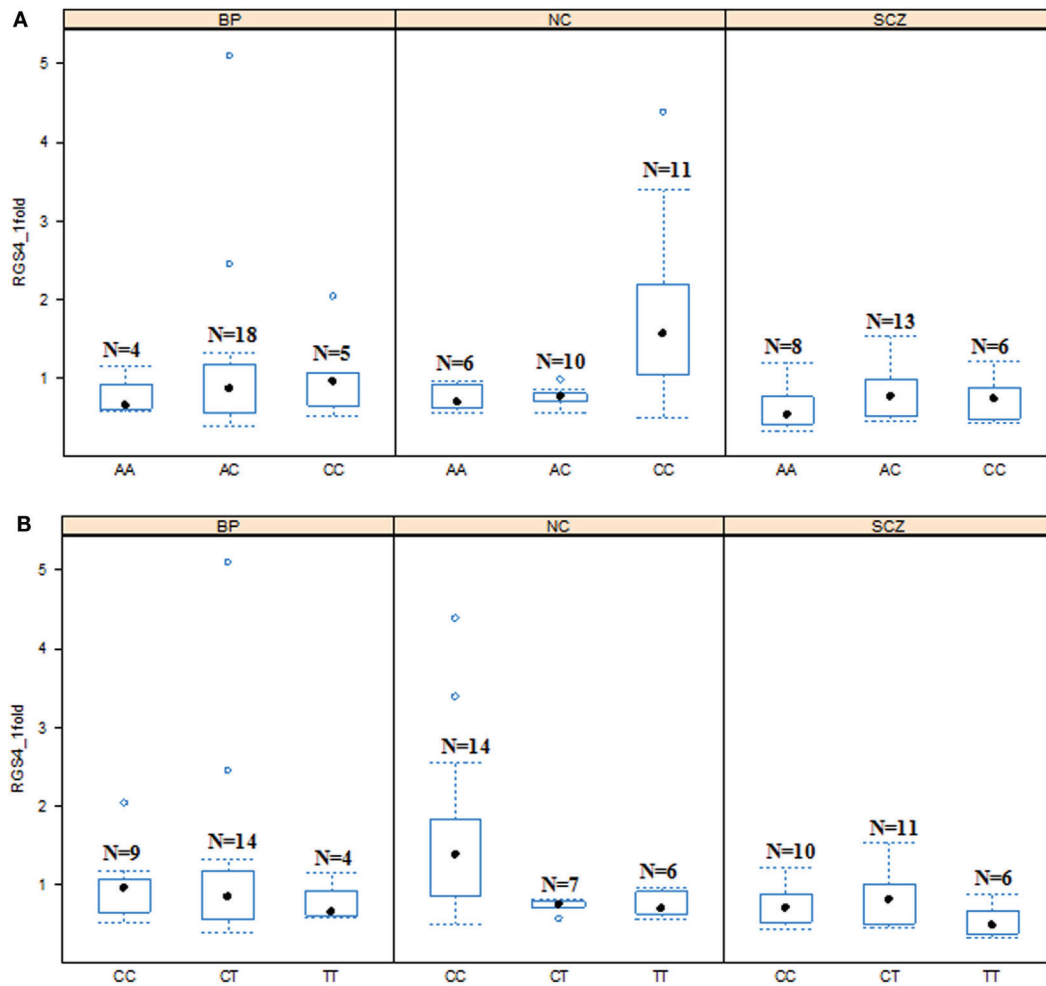 A
BP NC SCZ
5
4
3
2
1
RGS4_1fold
N=4 N=18 N=5 N=6 N=10 N=11 N=8 N=13 N=6
AA AC CC AA AC CC AA AC CC
B
BP NC SCZ
5
4
3
2
1
RGS4_1fold
N=9 N=14 N=4 N=14 N=7 N=6 N=10 N=11 N=6
CC CT TT CC CT TT CC CT TT